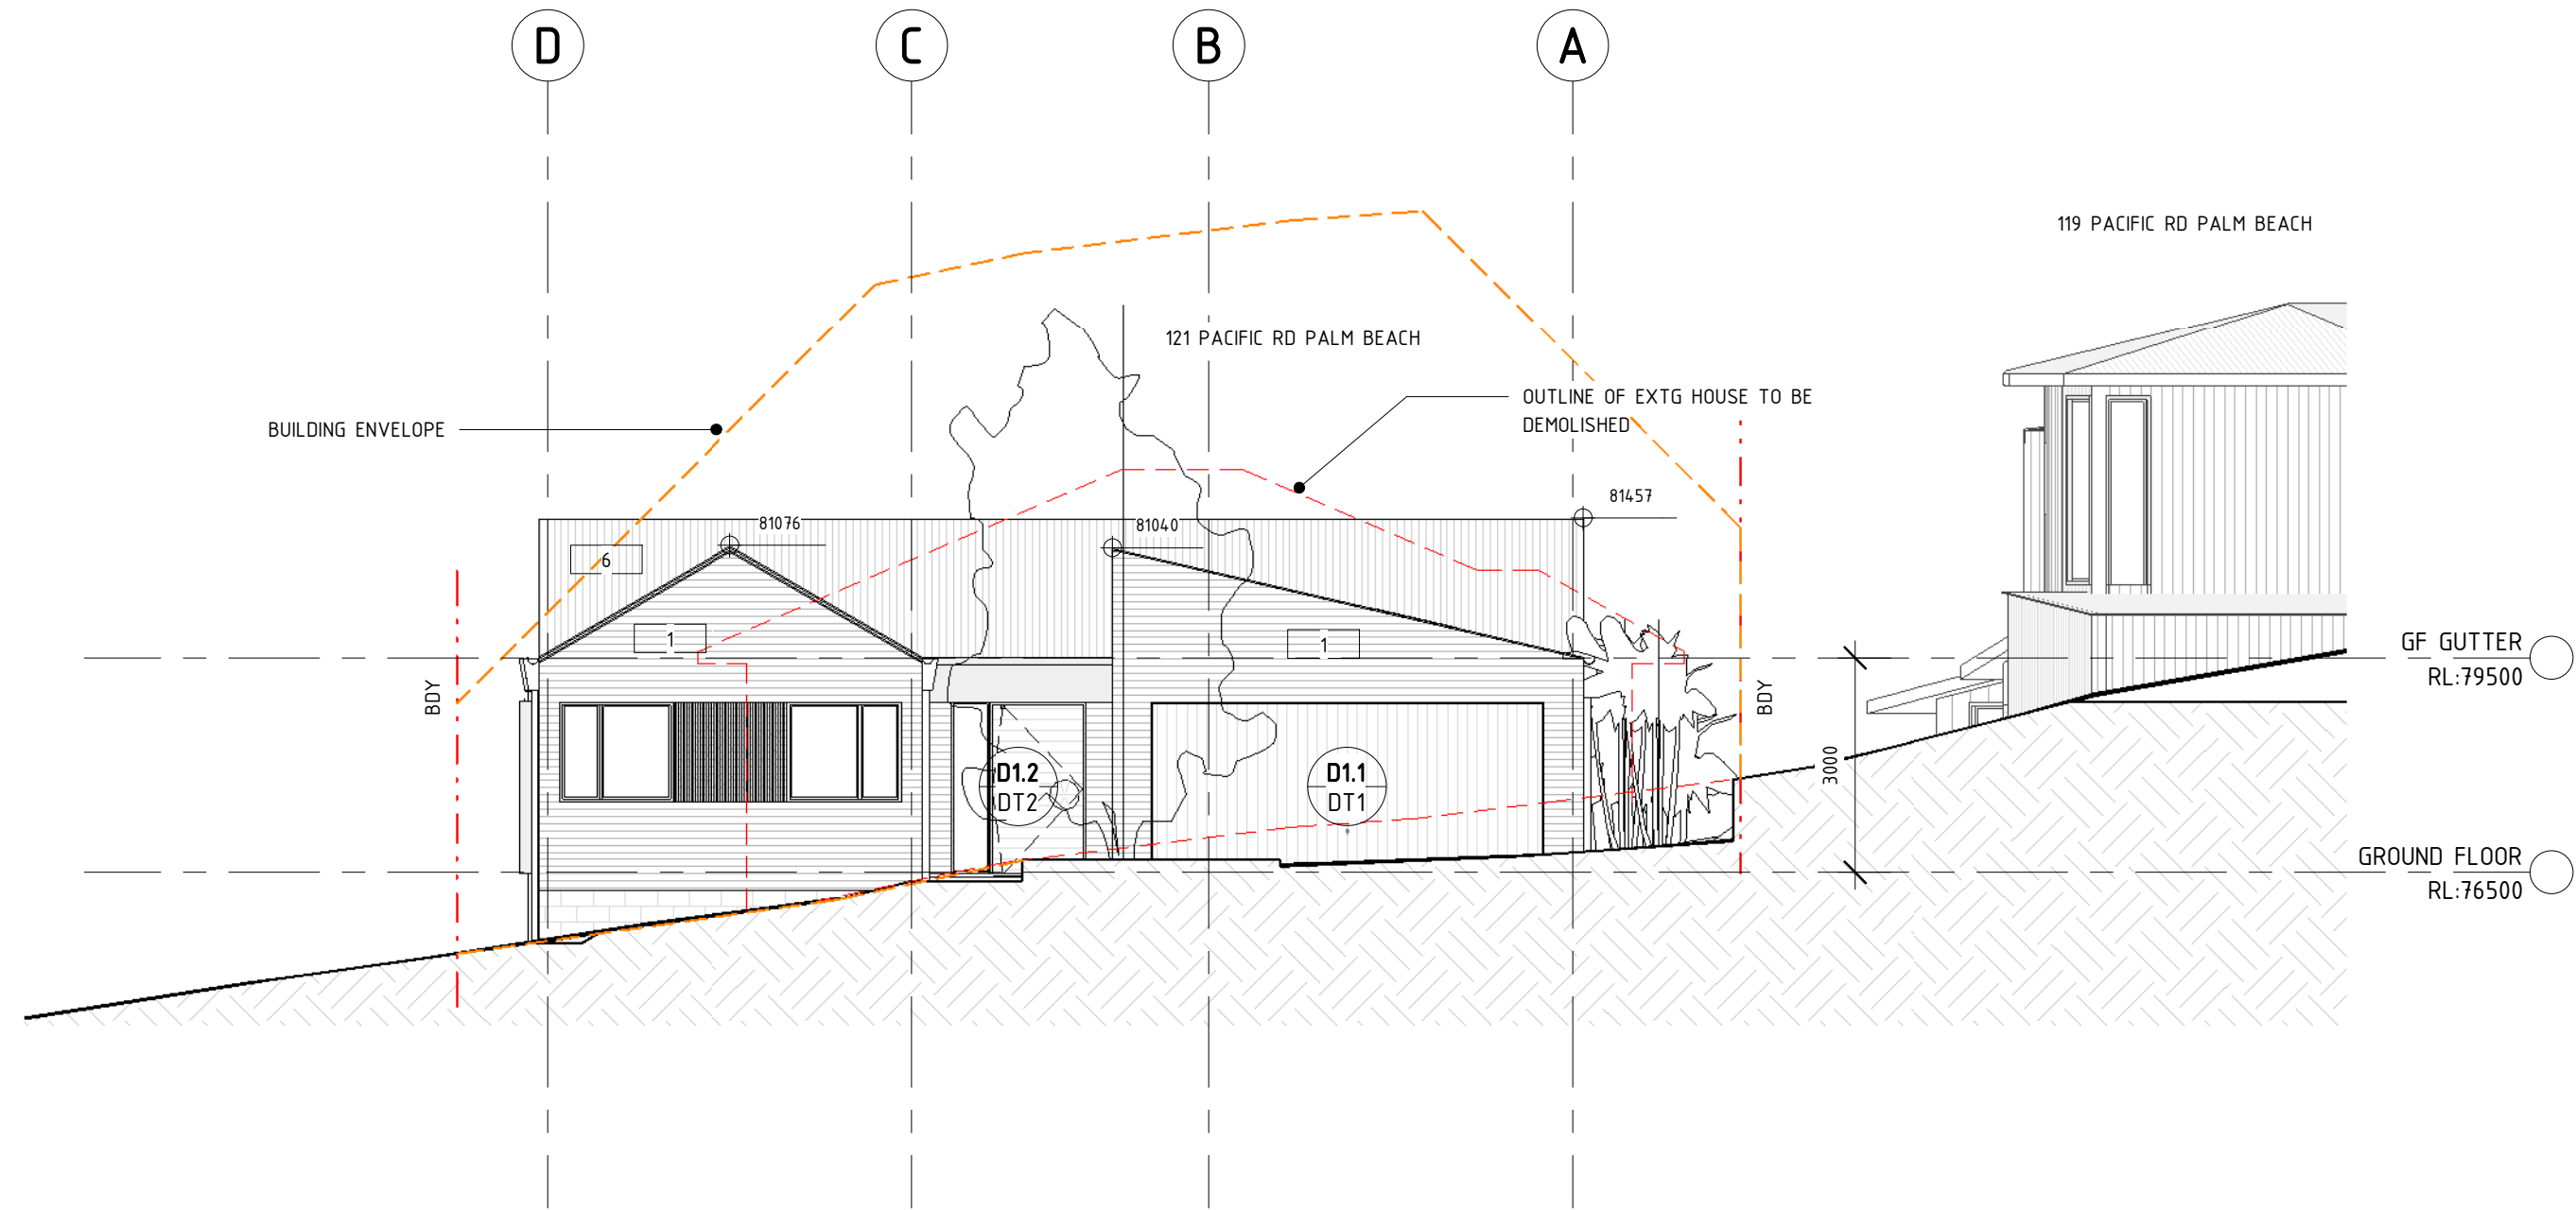 D
C
B
A
119 PACIFIC RD PALM BEACH
121 PACIFIC RD PALM BEACH
OUTLINE OF EXTG HOUSE TO BE
DEMOLISHED
BUILDING ENVELOPE
81457
81076
81040
6
1
1
GF GUTTER
RL:79500
BDY
BDY
3000
D1.2
DT2
D1.1
DT1
GROUND FLOOR
RL:76500